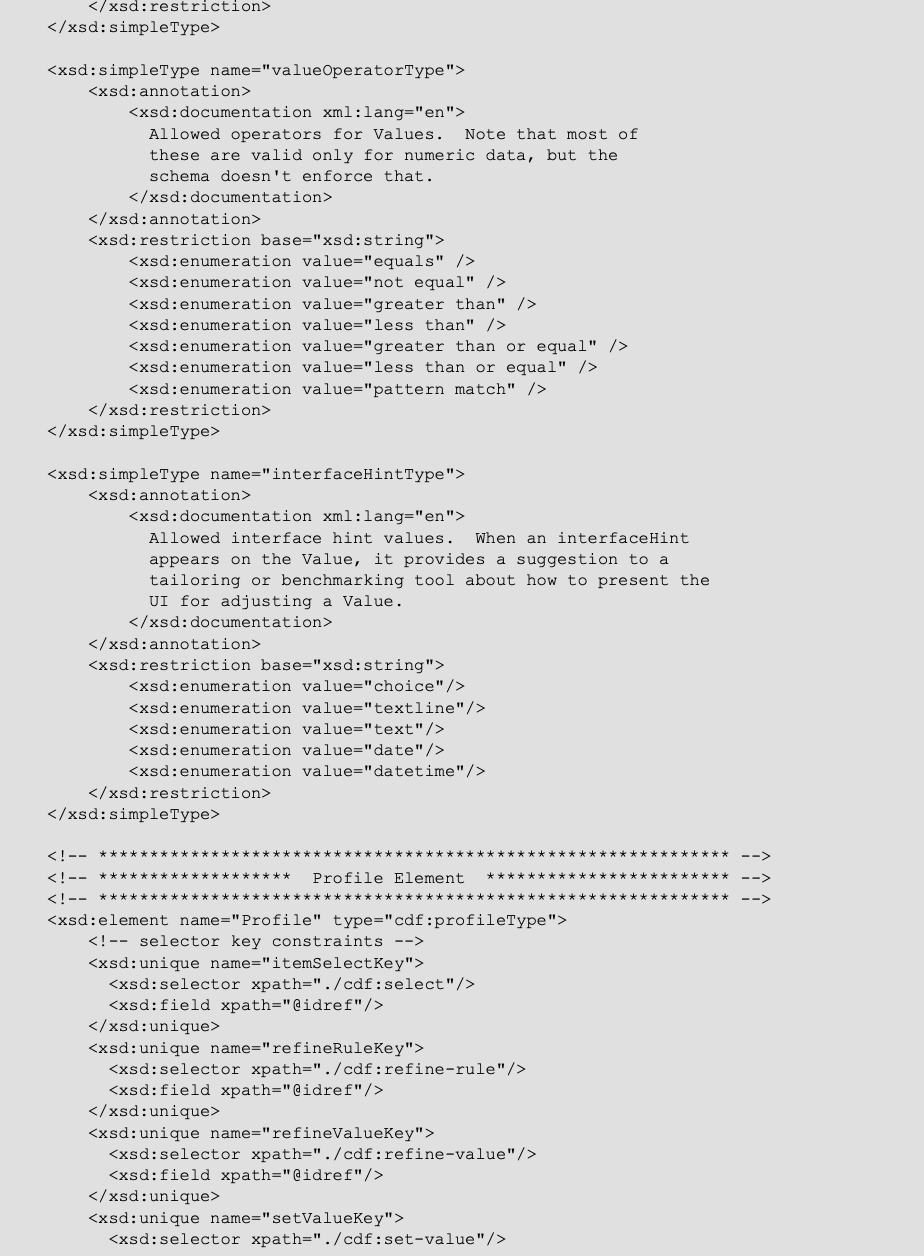 </xsd:restriction>
</xsd:simpleType>
<xsd:simpleType name="valueOperatorType">
<xsd:annotation>
<xsd:documentation xml:lang="en">
Allowed operators for Values.  Note that most of
these are valid only for numeric data, but the
schema doesn't enforce that.
</xsd:documentation>
</xsd:annotation>
<xsd:restriction base="xsd:string">
<xsd:enumeration value="equals" />
<xsd:enumeration value="not equal" />
<xsd:enumeration value="greater than" />
<xsd:enumeration value="less than" />
<xsd:enumeration value="greater than or equal" />
<xsd:enumeration value="less than or equal" />
<xsd:enumeration value="pattern match" />
</xsd:restriction>
</xsd:simpleType>
<xsd:simpleType name="interfaceHintType">
<xsd:annotation>
<xsd:documentation xml:lang="en">
Allowed interface hint values.  When an interfaceHint
appears on the Value, it provides a suggestion to a
tailoring or benchmarking tool about how to present the
UI for adjusting a Value.
</xsd:documentation>
</xsd:annotation>
<xsd:restriction base="xsd:string">
<xsd:enumeration value="choice"/>
<xsd:enumeration value="textline"/>
<xsd:enumeration value="text"/>
<xsd:enumeration value="date"/>
<xsd:enumeration value="datetime"/>
</xsd:restriction>
</xsd:simpleType>
<!-- ************************************************************** -->
<!-- *******************  Profile Element  ************************ -->
<!-- ************************************************************** -->
<xsd:element name="Profile" type="cdf:profileType">
<!-- selector key constraints -->
<xsd:unique name="itemSelectKey">
<xsd:selector xpath="./cdf:select"/>
<xsd:field xpath="@idref"/>
</xsd:unique>
<xsd:unique name="refineRuleKey">
<xsd:selector xpath="./cdf:refine-rule"/>
<xsd:field xpath="@idref"/>
</xsd:unique>
<xsd:unique name="refineValueKey">
<xsd:selector xpath="./cdf:refine-value"/>
<xsd:field xpath="@idref"/>
</xsd:unique>
<xsd:unique name="setValueKey">
<xsd:selector xpath="./cdf:set-value"/>